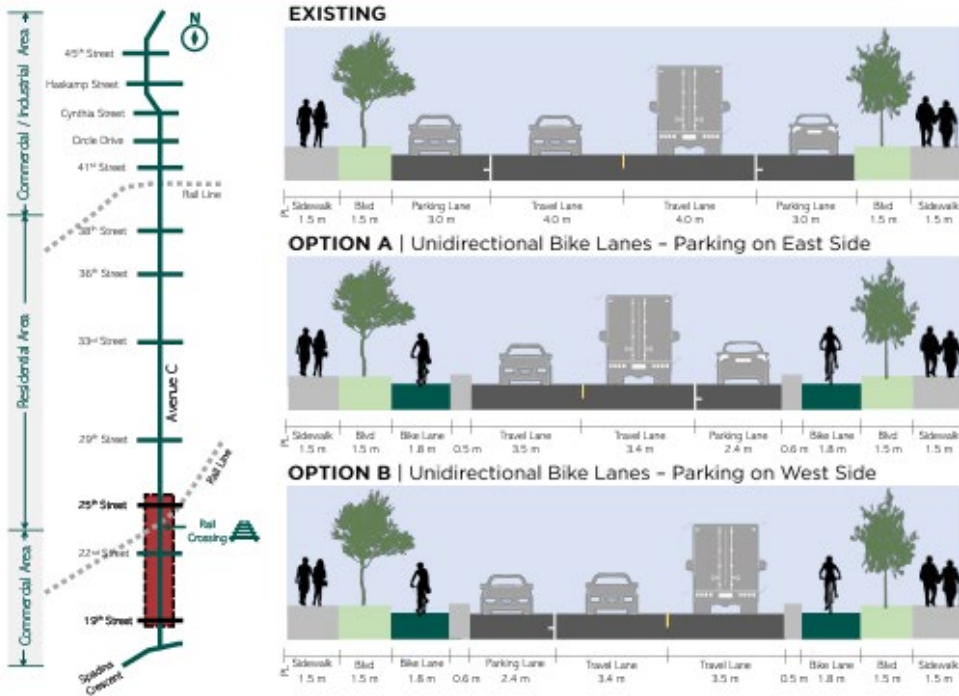 N
45th Street
Haskamp Street
Cynthia Street
Circle Drive
41st Street
Rail Line
38th Street
36th Street
33rd Street
Avenue C
29th Street
Rail Line
25th Street
Rail Crossing
22nd Street
19th Street
Spadina
Crescent
Commercial / Industrial Area
Residential Area
Commercial Area
EXISTING
PL Sidewalk Blvd Parking Lane Travel Lane Travel Lane Parking Lane Blvd Sidewalk
1.5 m 1.5 m 3.0 m 4.0 m 4.0 m 3.0 m 1.5 m 1.5 m
OPTION A | Unidirectional Bike Lanes – Parking on East Side
PL Sidewalk Blvd Bike Lane Travel Lane Travel Lane Parking Lane Bike Lane Blvd Sidewalk
1.5 m 1.5 m 1.8 m 0.5 m 3.5 m 3.4 m 2.4 m 0.6 m 1.8 m 1.5 m 1.5 m
OPTION B | Unidirectional Bike Lanes – Parking on West Side
PL Sidewalk Blvd Bike Lane Parking Lane Travel Lane Travel Lane Bike Lane Blvd Sidewalk
1.5 m 1.5 m 1.8 m 0.6 m 2.4 m 3.4 m 3.5 m 0.5 m 1.8 m 1.5 m 1.5 m